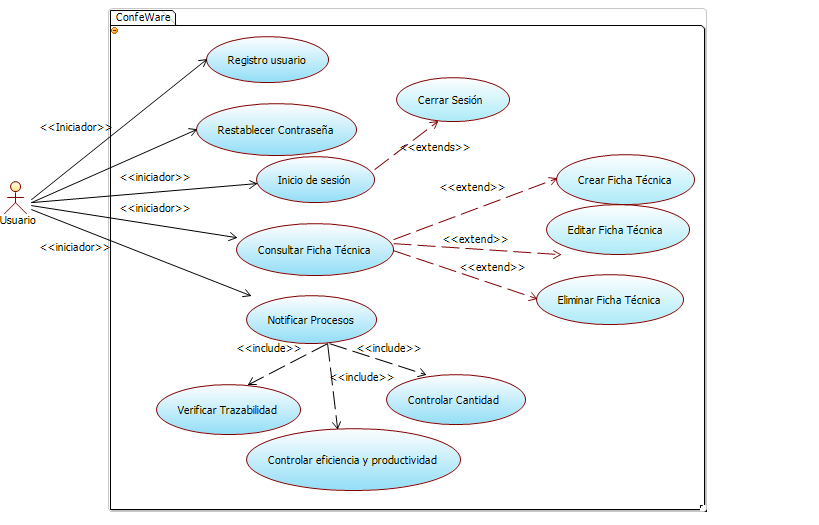 ConfeWare
Registro usuario
Cerrar Sesión
<<Iniciador>>
Restablecer Contraseña
<<extends>>
<<iniciador>>
Inicio de sesión
<<extend>>
Crear Ficha Técnica
Usuario
<<iniciador>>
<<iniciador>>
Consultar Ficha Técnica
<<extend>>
Editar Ficha Técnica
<<extend>>
Eliminar Ficha Técnica
Notificar Procesos
<<include>>
<<include>>
<<include>>
Verificar Trazabilidad
Controlar Cantidad
Controlar eficiencia y productividad